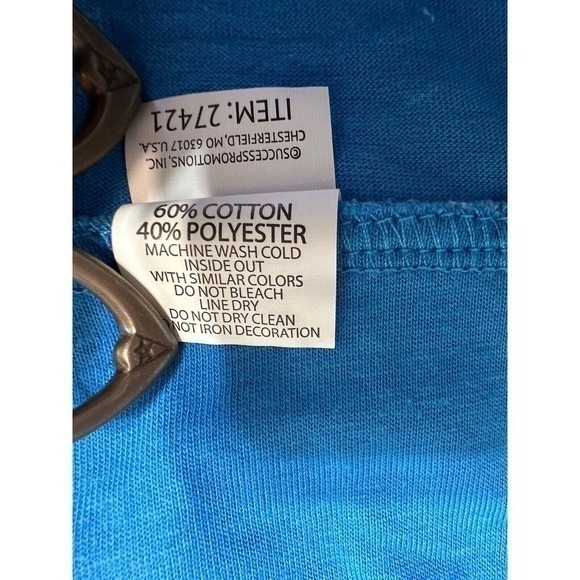 ©SUCCESSPROMOTIONS, INC.
CHESTERFIELD, MO 63017 U.S.A.
ITEM: 27421
60% COTTON
40% POLYESTER
MACHINE WASH COLD
INSIDE OUT
WITH SIMILAR COLORS
DO NOT BLEACH
LINE DRY
DO NOT DRY CLEAN
NOT IRON DECORATION